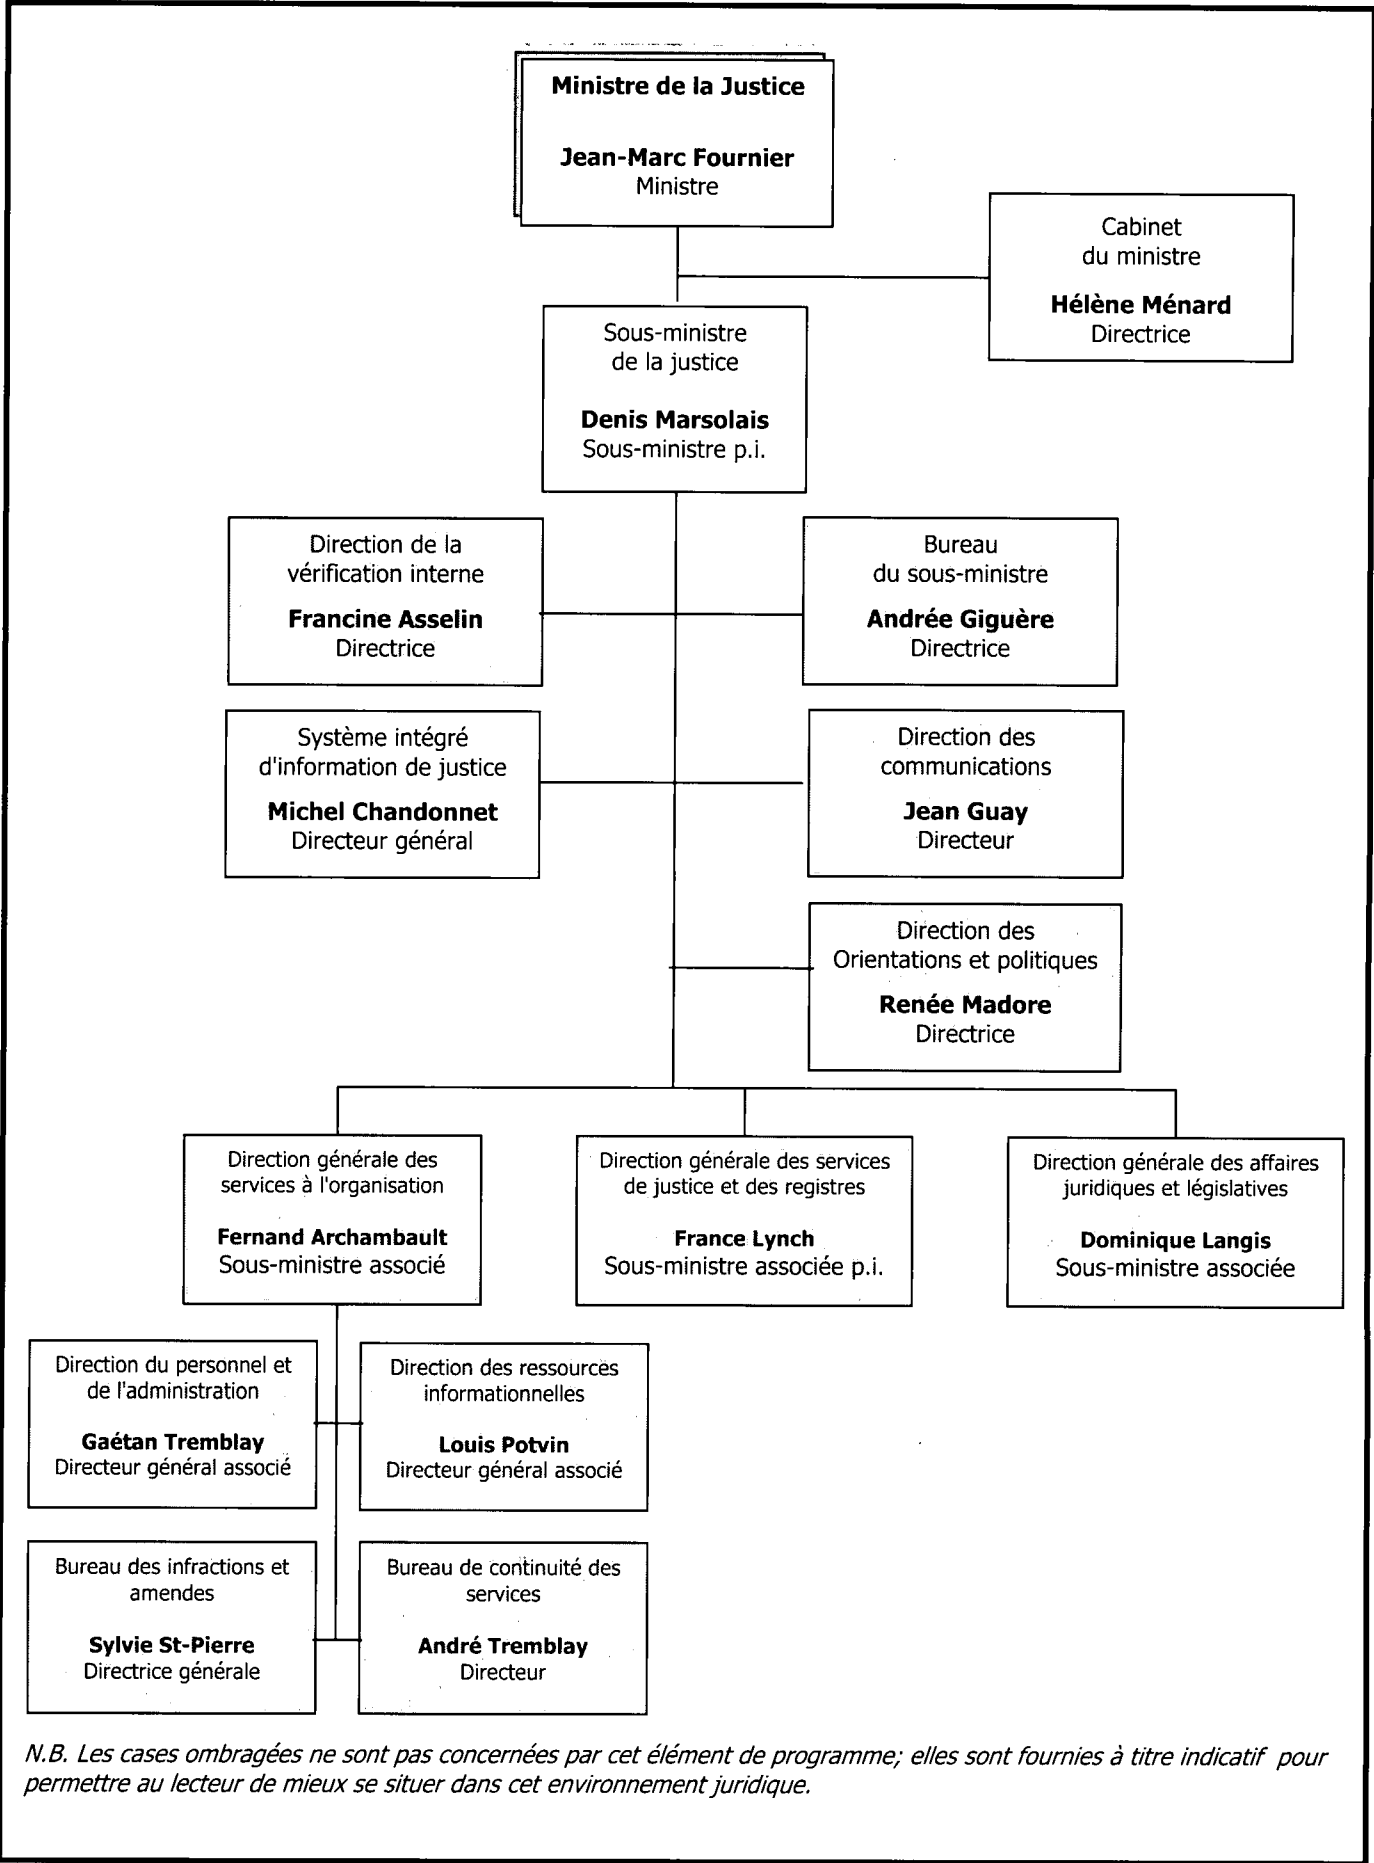 Ministre de la Justice
Jean-Marc Fournier
Ministre
Cabinet
du ministre
Hélène Ménard
Directrice
Sous-ministre
de la justice
Denis Marsolais
Sous-ministre p.i.
Direction de la
vérification interne
Francine Asselin
Directrice
Bureau
du sous-ministre
Andrée Giguère
Directrice
Système intégré
d'information de justice
Michel Chandonnet
Directeur général
Direction des
communications
Jean Guay
Directeur
Direction des
Orientations et politiques
Renée Madore
Directrice
Direction générale des
services à l'organisation
Fernand Archambault
Sous-ministre associé
Direction générale des services
de justice et des registres
France Lynch
Sous-ministre associée p.i.
Direction générale des affaires
juridiques et législatives
Dominique Langis
Sous-ministre associée
Direction du personnel et
de l'administration
Gaétan Tremblay
Directeur général associé
Direction des ressources
informationnelles
Louis Potvin
Directeur général associé
Bureau des infractions et
amendes
Sylvie St-Pierre
Directrice générale
Bureau de continuité des
services
André Tremblay
Directeur
N.B. Les cases ombragées ne sont pas concernées par cet élément de programme; elles sont fournies à titre indicatif pour
permettre au lecteur de mieux se situer dans cet environnement juridique.